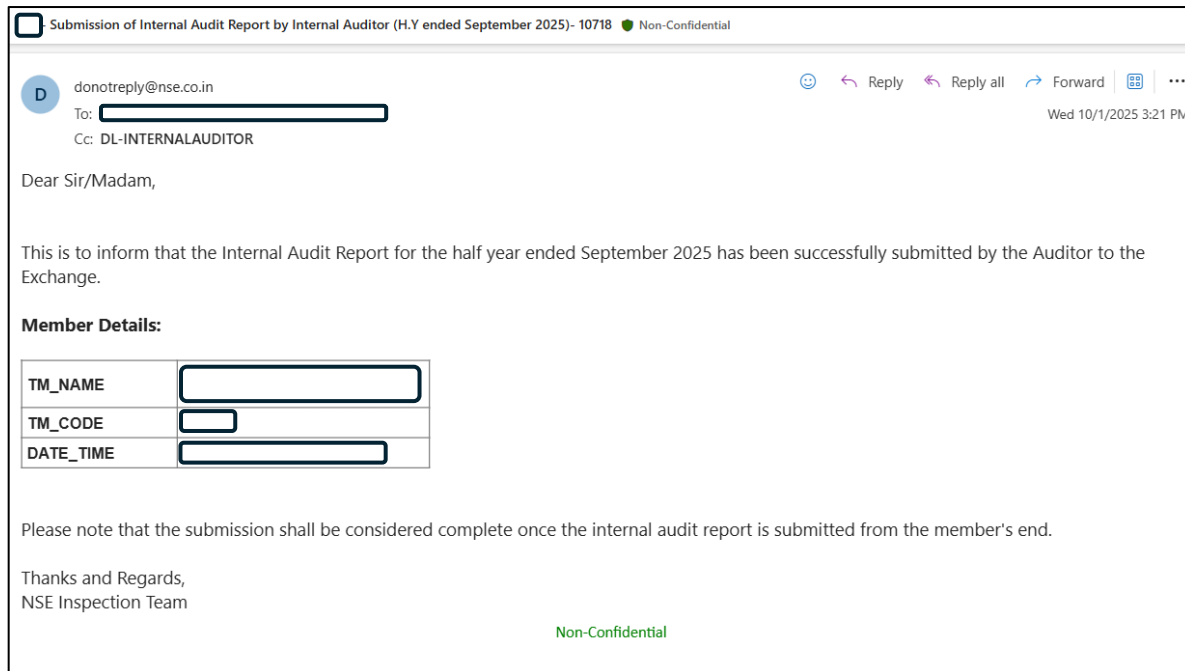 - Submission of Internal Audit Report by Internal Auditor (H.Y ended September 2025)- 10718 Non-Confidential
D
donotreply@nse.co.in
Reply Reply all Forward
To:
Wed 10/1/2025 3:21 PM
Cc: DL-INTERNALAUDITOR
Dear Sir/Madam,
This is to inform that the Internal Audit Report for the half year ended September 2025 has been successfully submitted by the Auditor to the
Exchange.
Member Details:
TM_NAME
TM_CODE
DATE_TIME
Please note that the submission shall be considered complete once the internal audit report is submitted from the member's end.
Thanks and Regards,
NSE Inspection Team
Non-Confidential